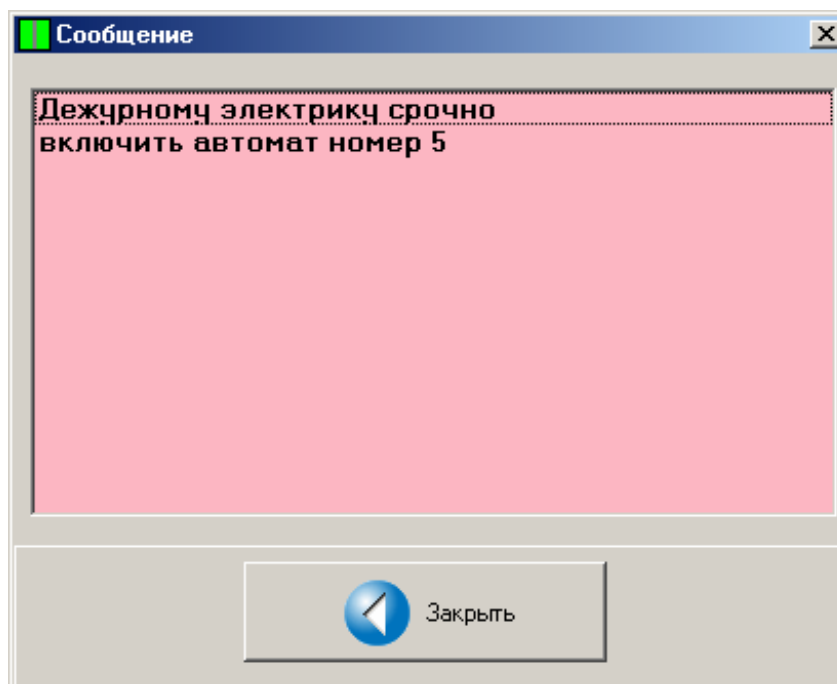 Сообщение
Дежурному электрику срочно
включить автомат номер 5
Закрыть